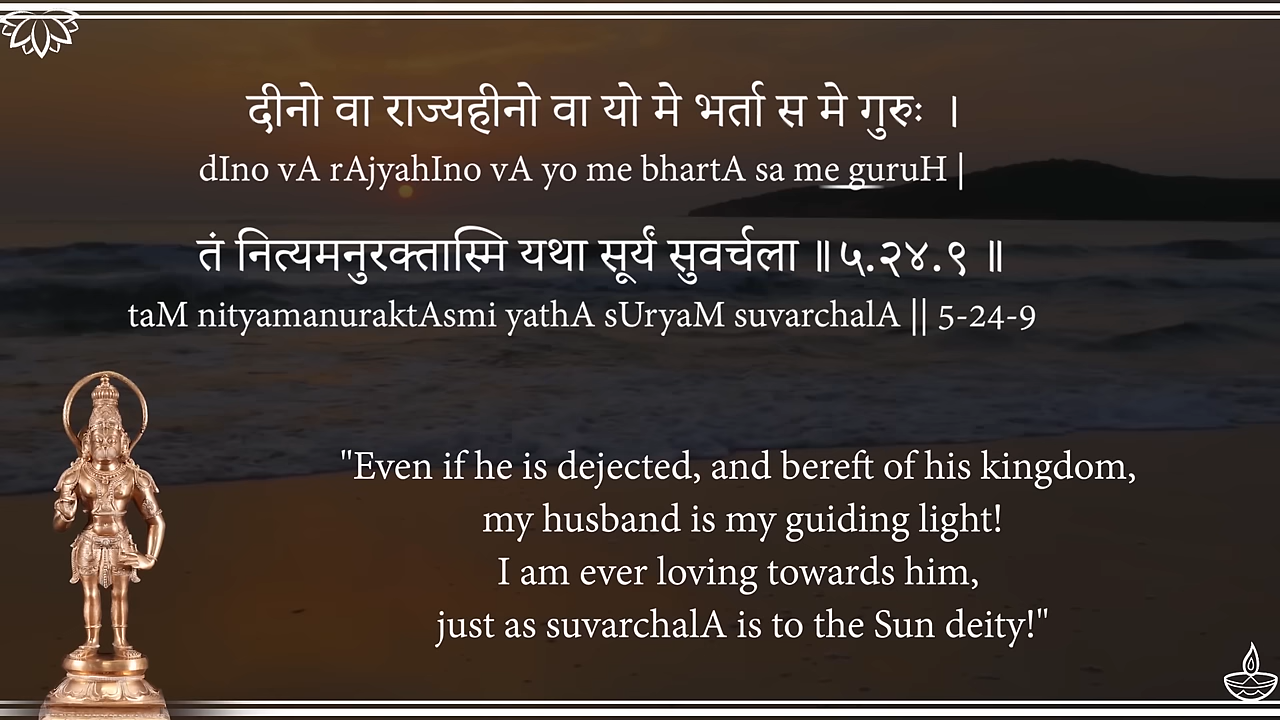 दीनो वा राज्यहीनो वा यो मे भर्ता स मे गुरुः ।
dIno vA rAjyahIno vA yo me bhartA sa me guruH |
तं नित्यमनुरक्तास्मि यथा सूर्यं सुवर्चला ॥५.२४.९ ॥
taM nityamanuraktAsmi yathA sUryaM suvarchalA || 5-24-9
"Even if he is dejected, and bereft of his kingdom,
my husband is my guiding light!
I am ever loving towards him,
just as suvarchalA is to the Sun deity!"